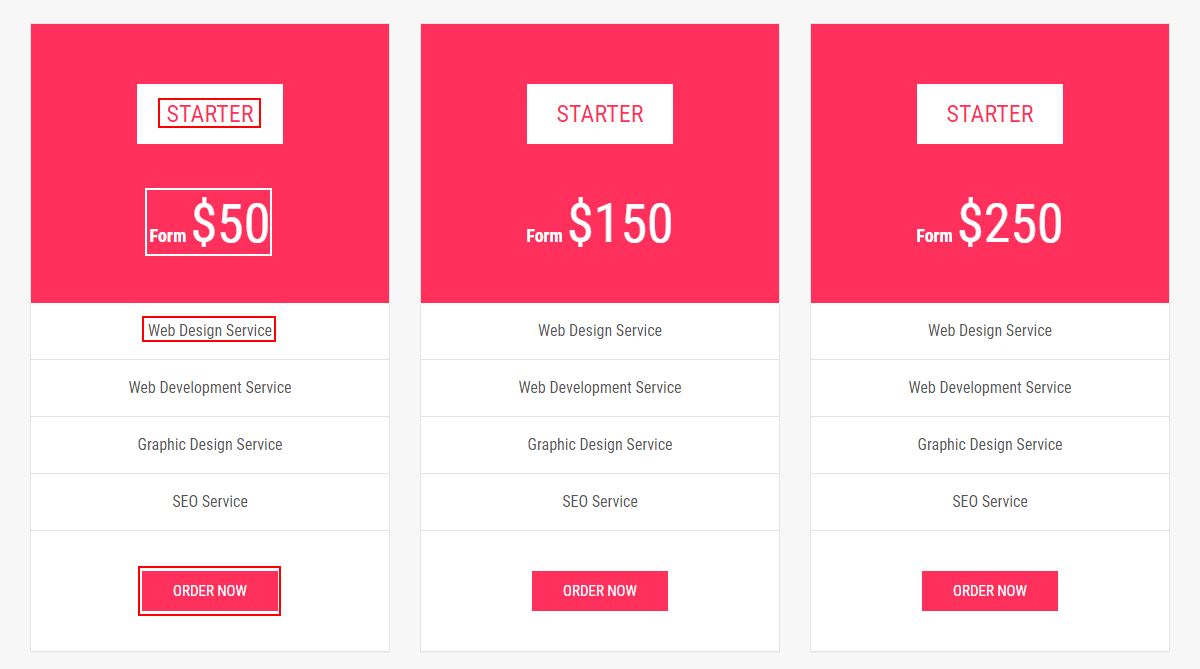 STARTER
Form $50
Web Design Service
Web Development Service
Graphic Design Service
SEO Service
ORDER NOW
STARTER
Form $150
Web Design Service
Web Development Service
Graphic Design Service
SEO Service
ORDER NOW
STARTER
Form $250
Web Design Service
Web Development Service
Graphic Design Service
SEO Service
ORDER NOW